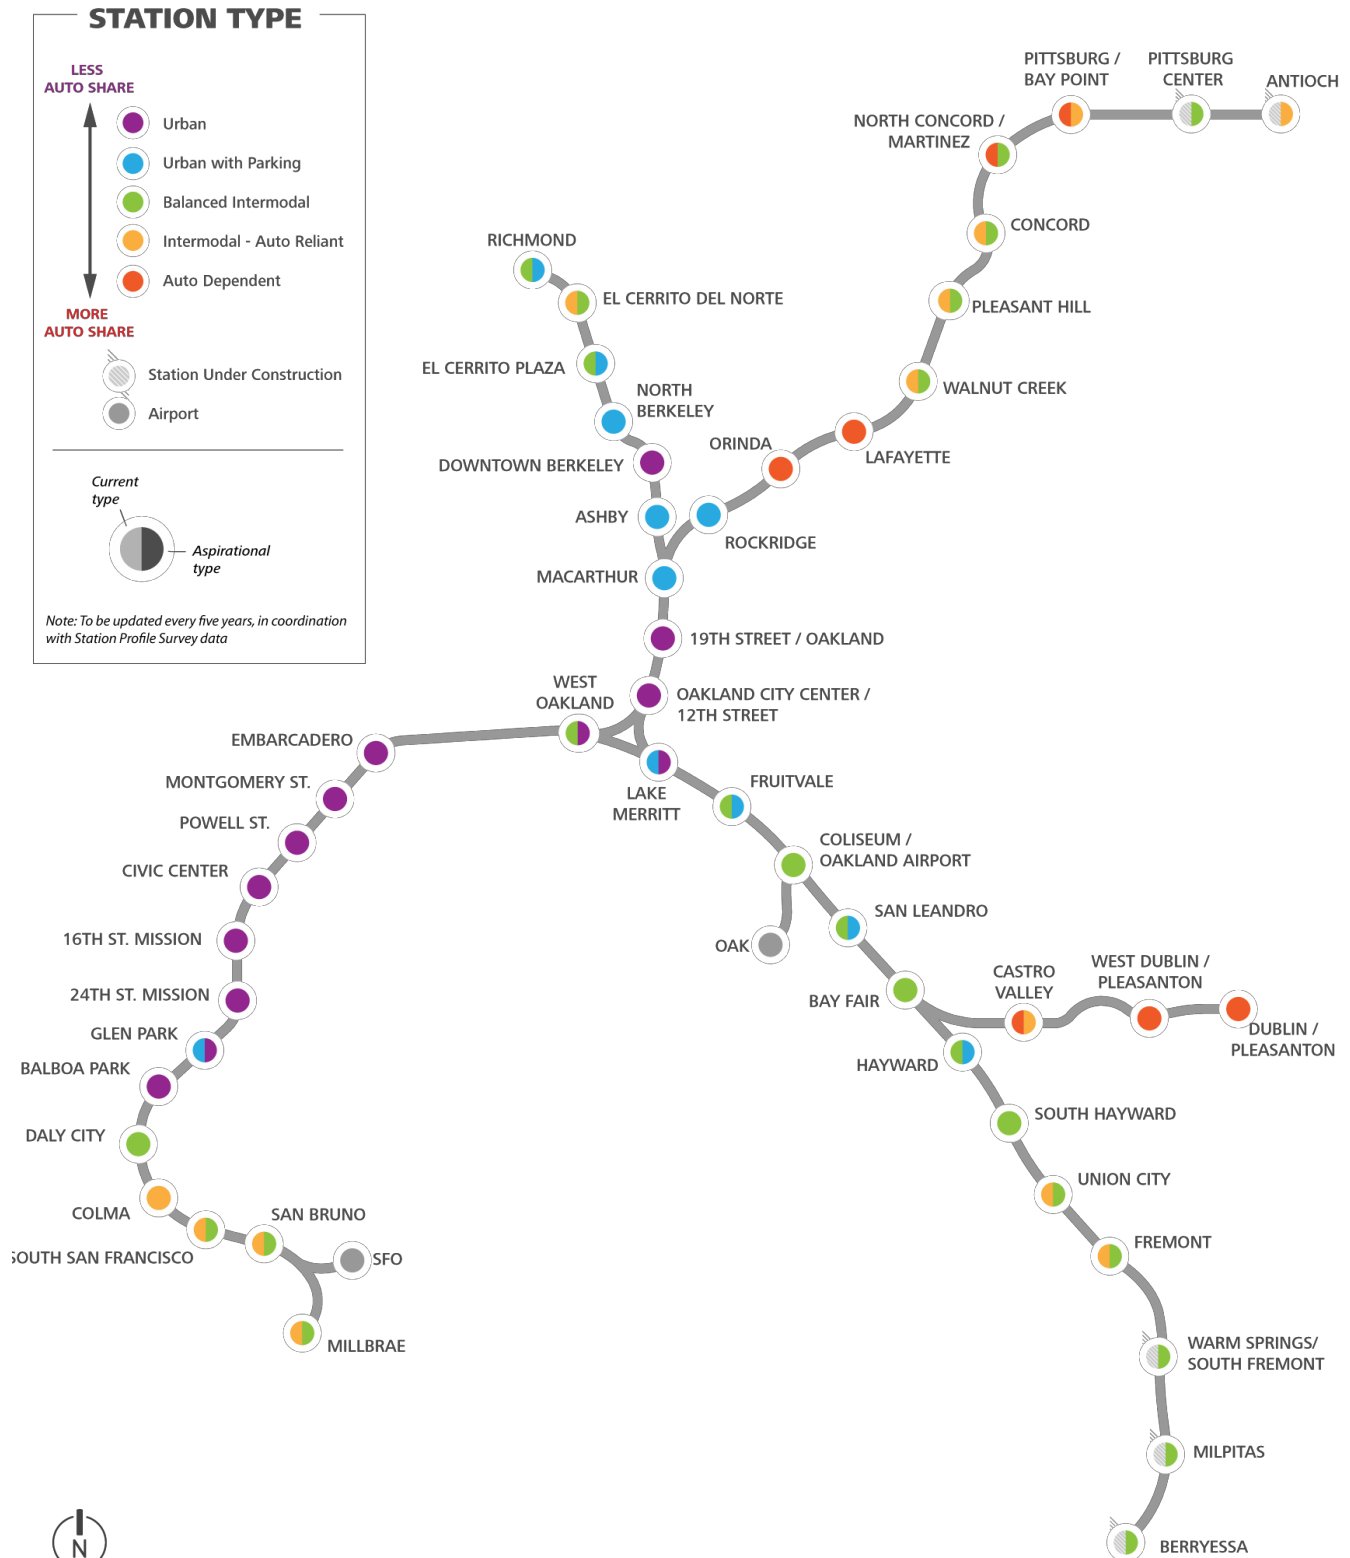 STATION TYPE
LESS
AUTO SHARE
Urban
Urban with Parking
Balanced Intermodal
Intermodal - Auto Reliant
Auto Dependent
MORE
AUTO SHARE
Station Under Construction
Airport
Current
type
Aspirational
type
Note: To be updated every five years, in coordination
with Station Profile Survey data
PITTSBURG /
BAY POINT
PITTSBURG
CENTER
ANTIOCH
NORTH CONCORD /
MARTINEZ
CONCORD
PLEASANT HILL
WALNUT CREEK
LAFAYETTE
ORINDA
ROCKRIDGE
RICHMOND
EL CERRITO DEL NORTE
EL CERRITO PLAZA
NORTH
BERKELEY
DOWNTOWN BERKELEY
ASHBY
MACARTHUR
19TH STREET / OAKLAND
OAKLAND CITY CENTER /
12TH STREET
WEST
OAKLAND
LAKE
MERRITT
EMBARCADERO
MONTGOMERY ST.
POWELL ST.
CIVIC CENTER
16TH ST. MISSION
24TH ST. MISSION
GLEN PARK
BALBOA PARK
DALY CITY
COLMA
SOUTH SAN FRANCISCO
SAN BRUNO
SFO
MILLBRAE
FRUITVALE
COLISEUM /
OAKLAND AIRPORT
OAK
SAN LEANDRO
BAY FAIR
CASTRO
VALLEY
WEST DUBLIN /
PLEASANTON
DUBLIN /
PLEASANTON
HAYWARD
SOUTH HAYWARD
UNION CITY
FREMONT
WARM SPRINGS/
SOUTH FREMONT
MILPITAS
BERRYESSA
N